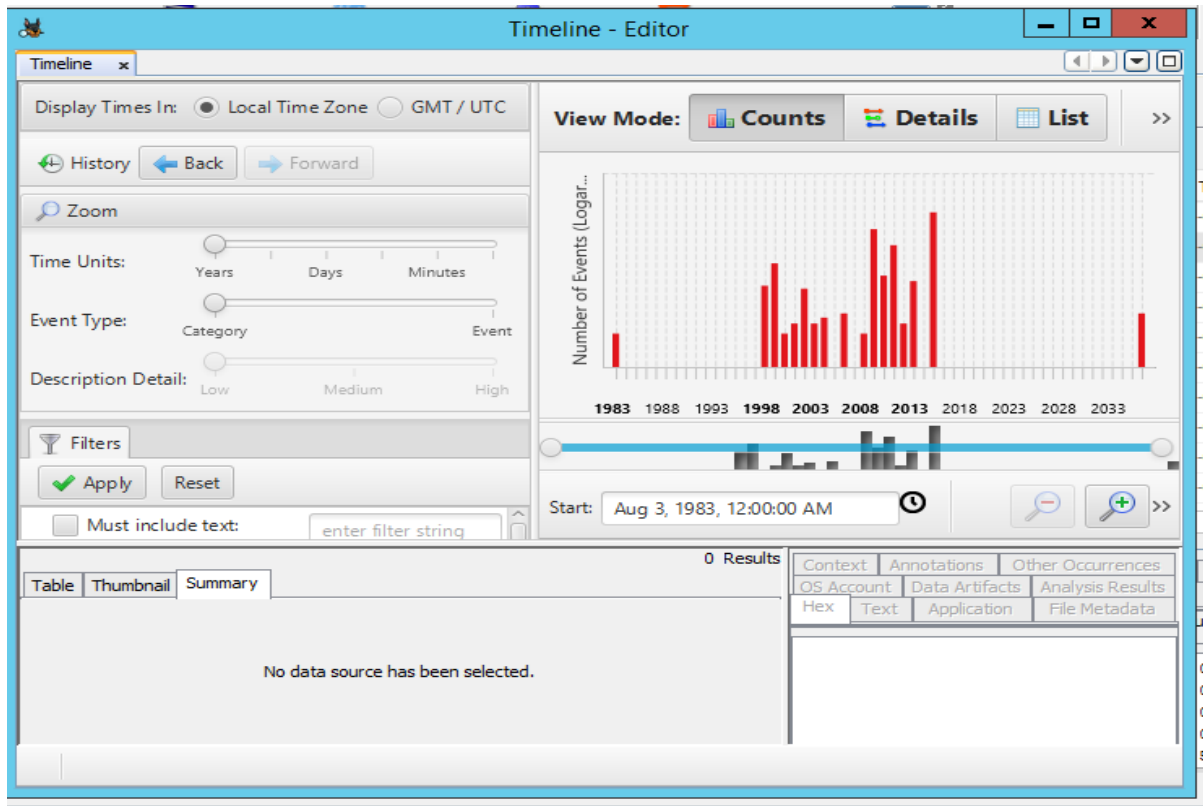 Timeline - Editor
Timeline
Display Times In: Local Time Zone GMT / UTC
History Back Forward
Zoom
Time Units:
Years Days Minutes
Event Type:
Category Event
Description Detail:
Low Medium High
Filters
Apply Reset
Must include text: enter filter string
View Mode: Counts Details List >>
Number of Events (Logar...
1983 1988 1993 1998 2003 2008 2013 2018 2023 2028 2033
Start: Aug 3, 1983, 12:00:00 AM >>
0 Results
Table Thumbnail Summary
No data source has been selected.
Context Annotations Other Occurrences
OS Account Data Artifacts Analysis Results
Hex Text Application File Metadata